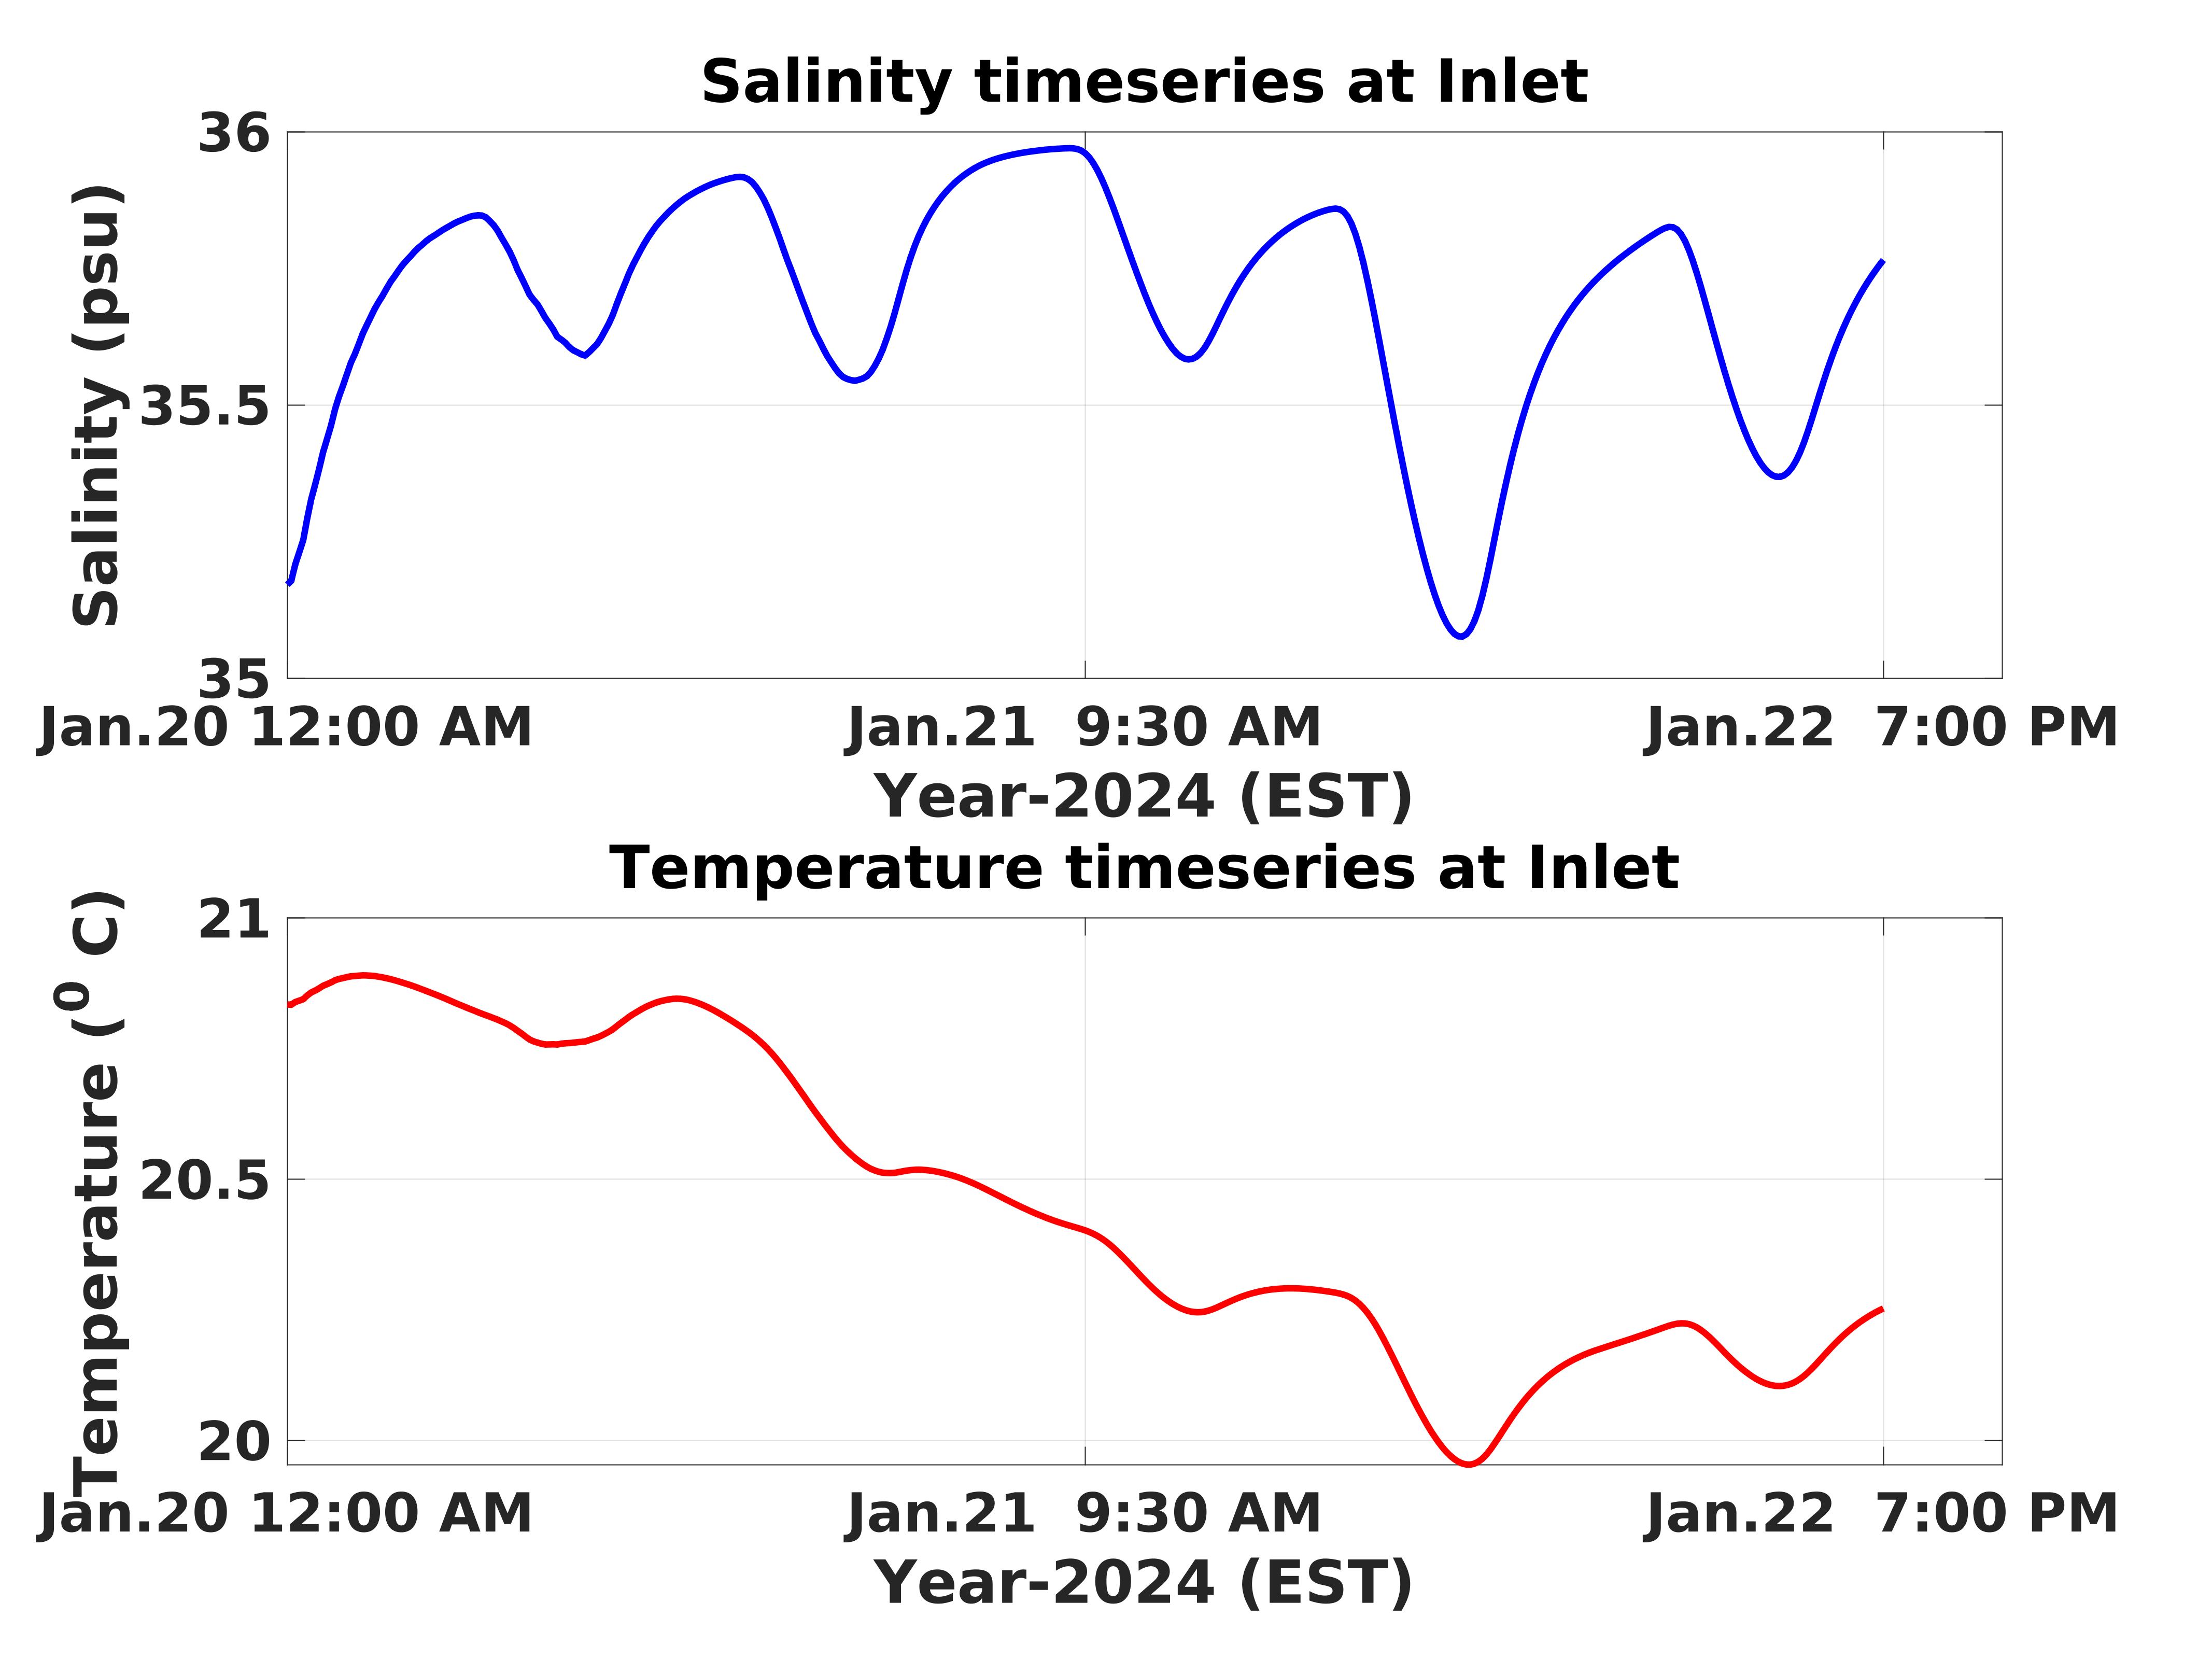 Salinity timeseries at Inlet
Salinity (psu)
36
35.5
35
Jan.20 12:00 AM Jan.21 9:30 AM Jan.22 7:00 PM
Year-2024 (EST)
Temperature timeseries at Inlet
Temperature (⁰ C)
21
20.5
20
Jan.20 12:00 AM Jan.21 9:30 AM Jan.22 7:00 PM
Year-2024 (EST)